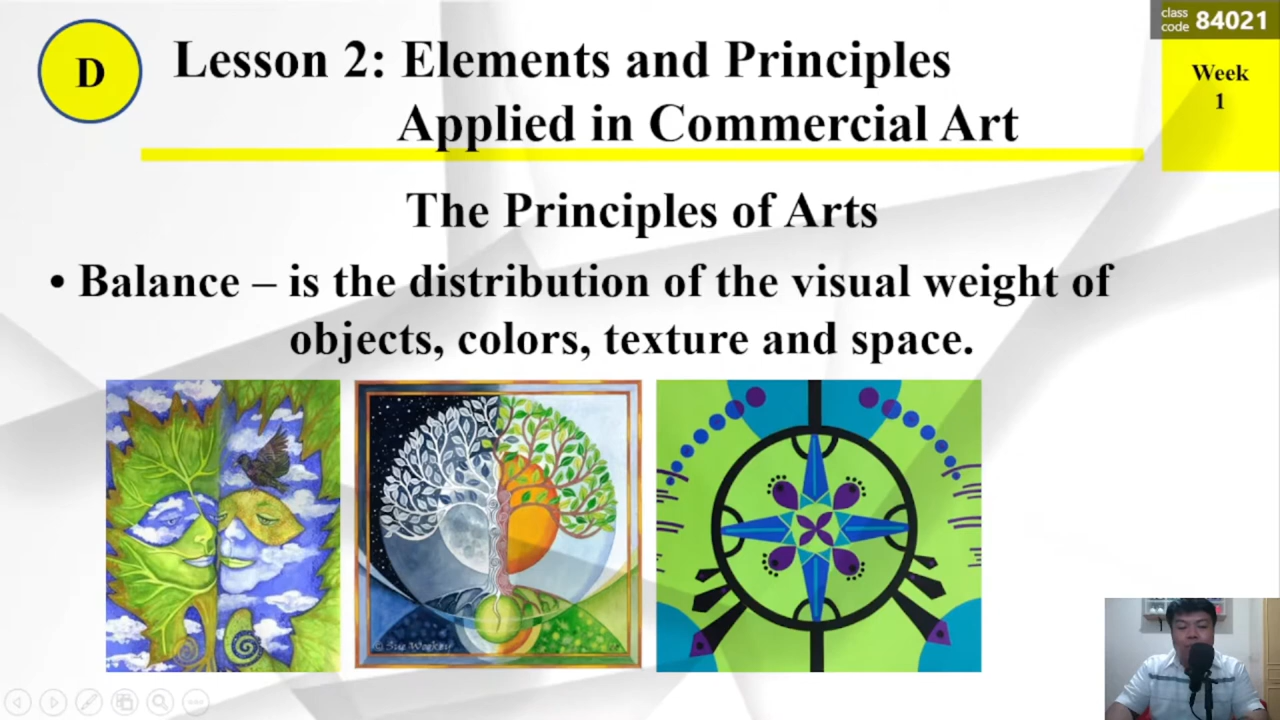 class
code 84021
D
Lesson 2: Elements and Principles
Applied in Commercial Art
Week
1
The Principles of Arts
• Balance – is the distribution of the visual weight of
objects, colors, texture and space.